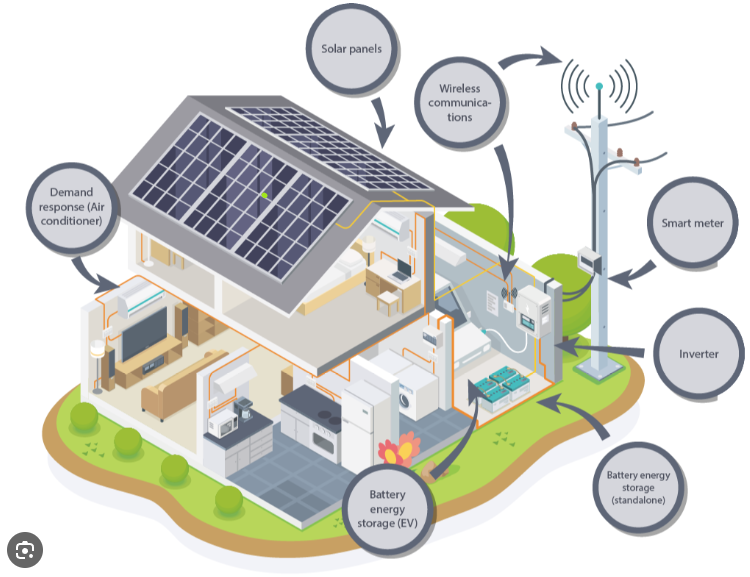 Solar panels
Wireless
communica-
tions
Demand
response (Air
conditioner)
Smart meter
Inverter
Battery energy
storage
(standalone)
Battery
energy
storage (EV)